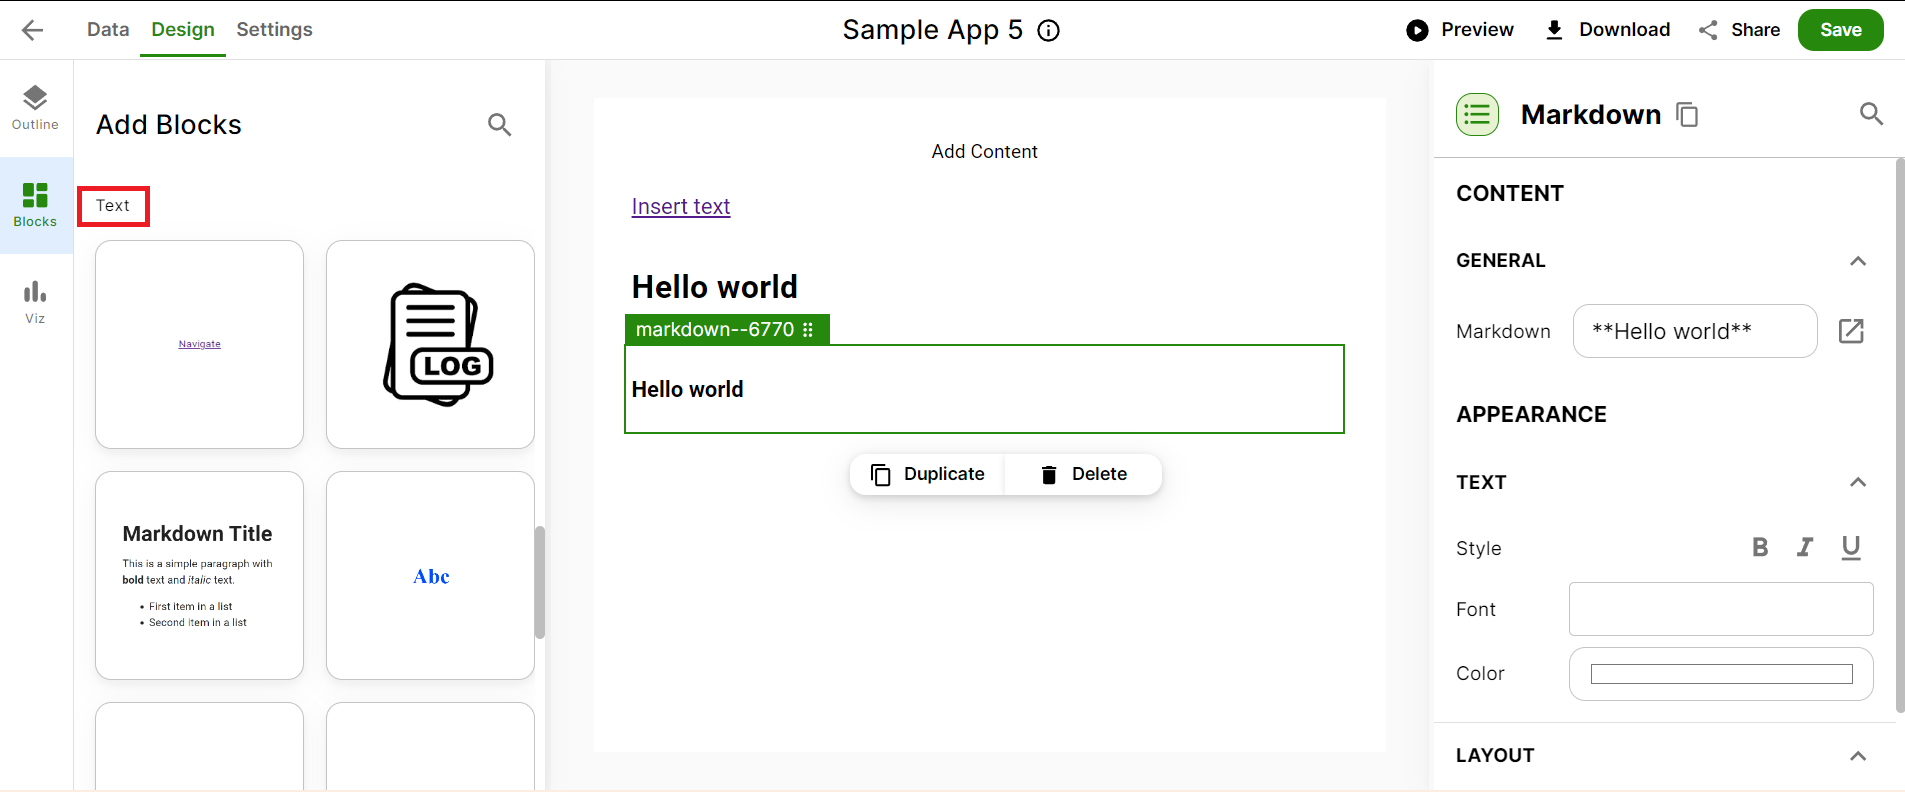 Data Design Settings
Sample App 5
Preview Download Share Save
Outline
Blocks
Viz
Add Blocks
Text
Navigate
LOG
Markdown Title
This is a simple paragraph with
bold text and italic text.
• First item in a list
• Second item in a list
Abc
Add Content
Insert text
Hello world
markdown--6770
Hello world
Duplicate Delete
Markdown
CONTENT
GENERAL
Markdown **Hello world**
APPEARANCE
TEXT
Style B I U
Font
Color
LAYOUT